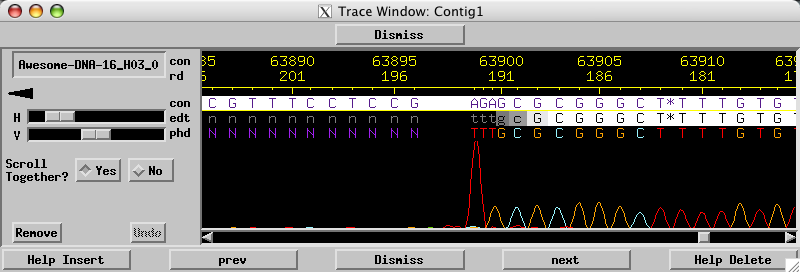 Trace Window: Contig1
Dismiss
Awesome-DNA-16_H03_0
con
rd
85 63890 63895 63900 63905 63910
201 196 191 186 181
con
C G T T T C C T C C G AGAG C G C G G G C T * T T T G T G T
H
edt
n n n n n n n n n n n tttg c g C G G G C T * T T T G T G T
Y
phd
N N N N N N N N N N N TTTG C G C G G G C T T T T G T G T
Scroll
Together?
Yes
No
Remove
Undo
Help Insert
prev
Dismiss
next
Help Delete